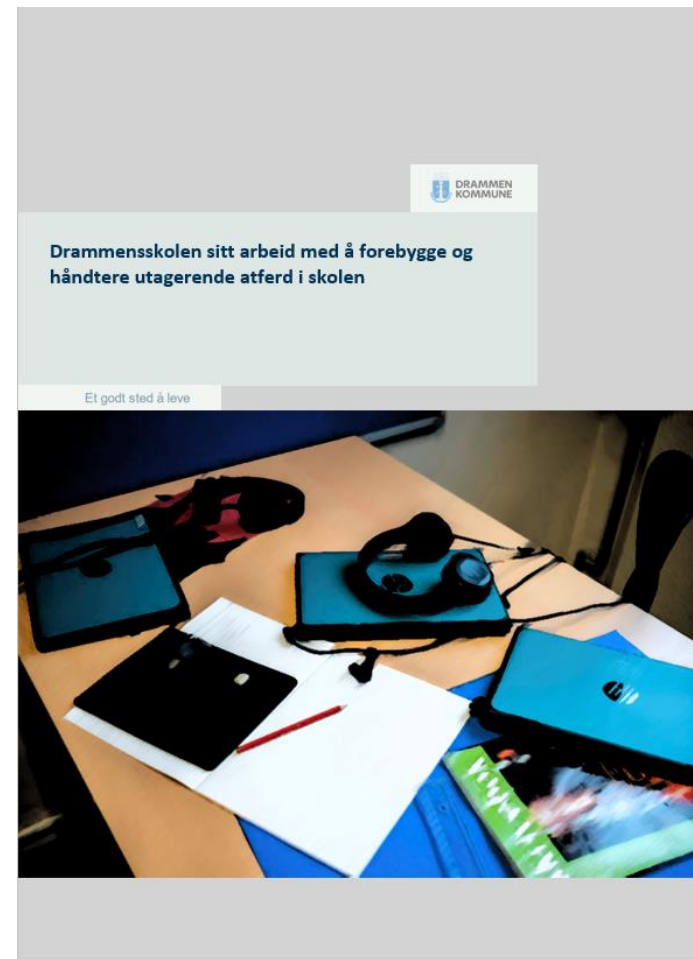 DRAMMEN
KOMMUNE
Drammensskolen sitt arbeid med å forebygge og
håndtere utagerende atferd i skolen
Et godt sted å leve